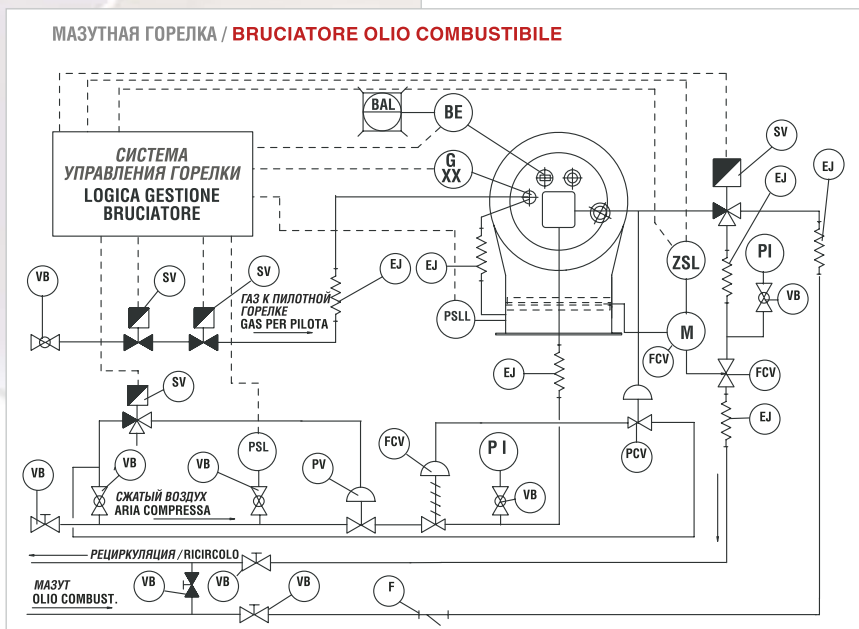 МАЗУТНАЯ ГОРЕЛКА / BRUCIATORE OLIO COMBUSTIBILE
BAL
BE
SV
СИСТЕМА
УПРАВЛЕНИЯ ГОРЕЛКИ
LOGICA GESTIONE
BRUCIATORE
G
XX
EJ
EJ
VB
SV
SV
EJ
EJ
ZSL
PI
VB
ГАЗ К ПИЛОТНОЙ
ГОРЕЛКЕ
GAS PER PILOTA
PSLL
M
FCV
EJ
FCV
SV
EJ
VB
VB
VB
PSL
PV
FCV
P I
PCV
VB
СЖАТЫЙ ВОЗДУХ
ARIA COMPRESSA
РЕЦИРКУЛЯЦИЯ/RICIRCOLO
МАЗУТ
OLIO COMBUST.
VB
VB
VB
F